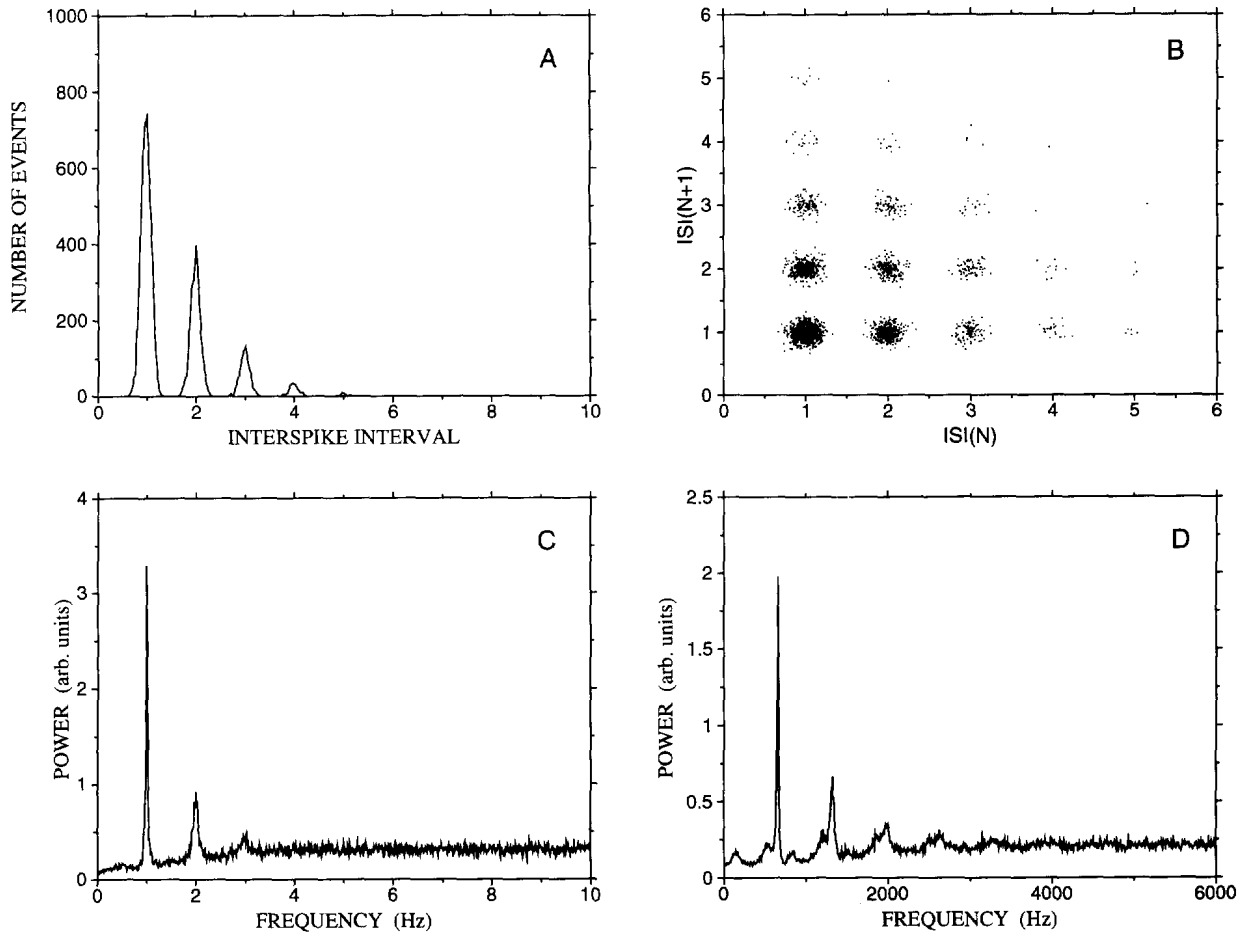 A
NUMBER OF EVENTS
1000
800
600
400
200
0
0 2 4 6 8 10
INTERSPIKE INTERVAL
B
ISI(N+1)
6
5
4
3
2
1
0
0 1 2 3 4 5 6
ISI(N)
C
POWER (arb. units)
4
3
2
1
0
0 2 4 6 8 10
FREQUENCY (Hz)
D
POWER (arb. units)
2.5
2
1.5
1
0.5
0
0 2000 4000 6000
FREQUENCY (Hz)